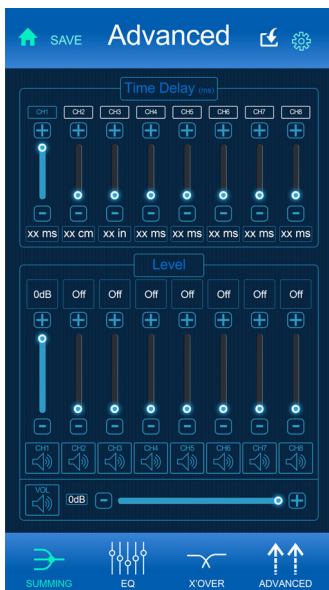 SAVE Advanced
Time Delay (ms)
CH1 CH2 CH3 CH4 CH5 CH6 CH7 CH8
xx ms xx cm xx in xx ms xx ms xx ms xx ms xx ms
Level
0dB Off Off Off Off Off Off Off
CH1 CH2 CH3 CH4 CH5 CH6 CH7 CH8
VOL
0dB
SUMMING EQ X'OVER ADVANCED